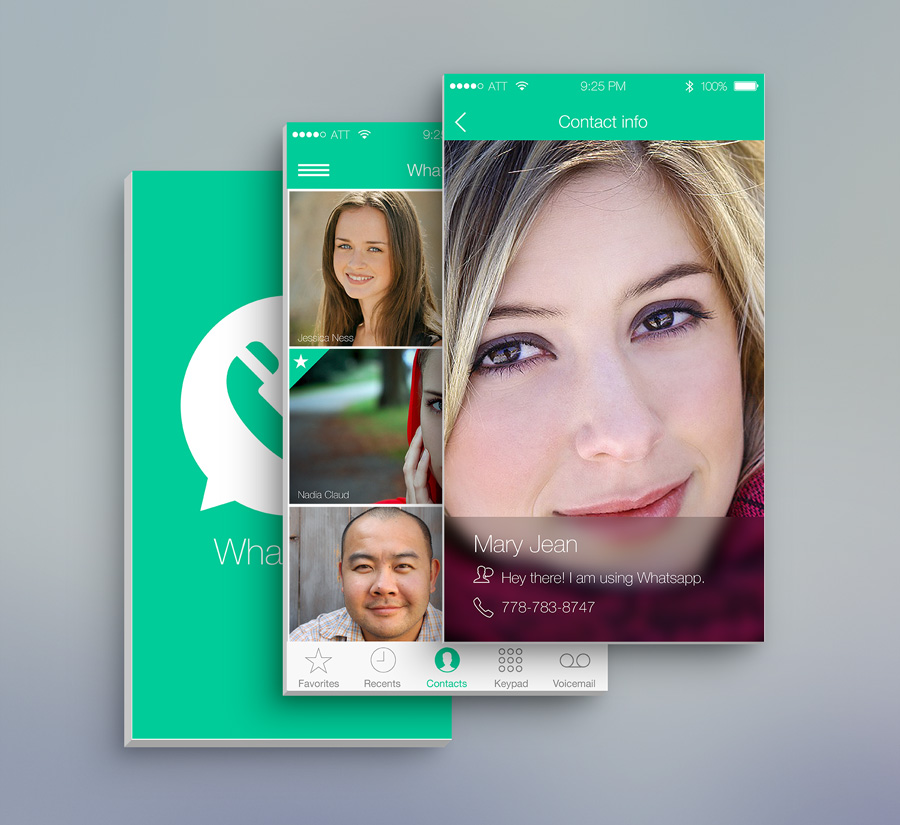 Wha
ATT
9:25
Wha
Jessica Ness
Nadia Claud
Favorites
Recents
Contacts
Keypad
Voicemail
ATT
9:25 PM
100%
Contact info
Mary Jean
Hey there! I am using Whatsapp.
778-783-8747